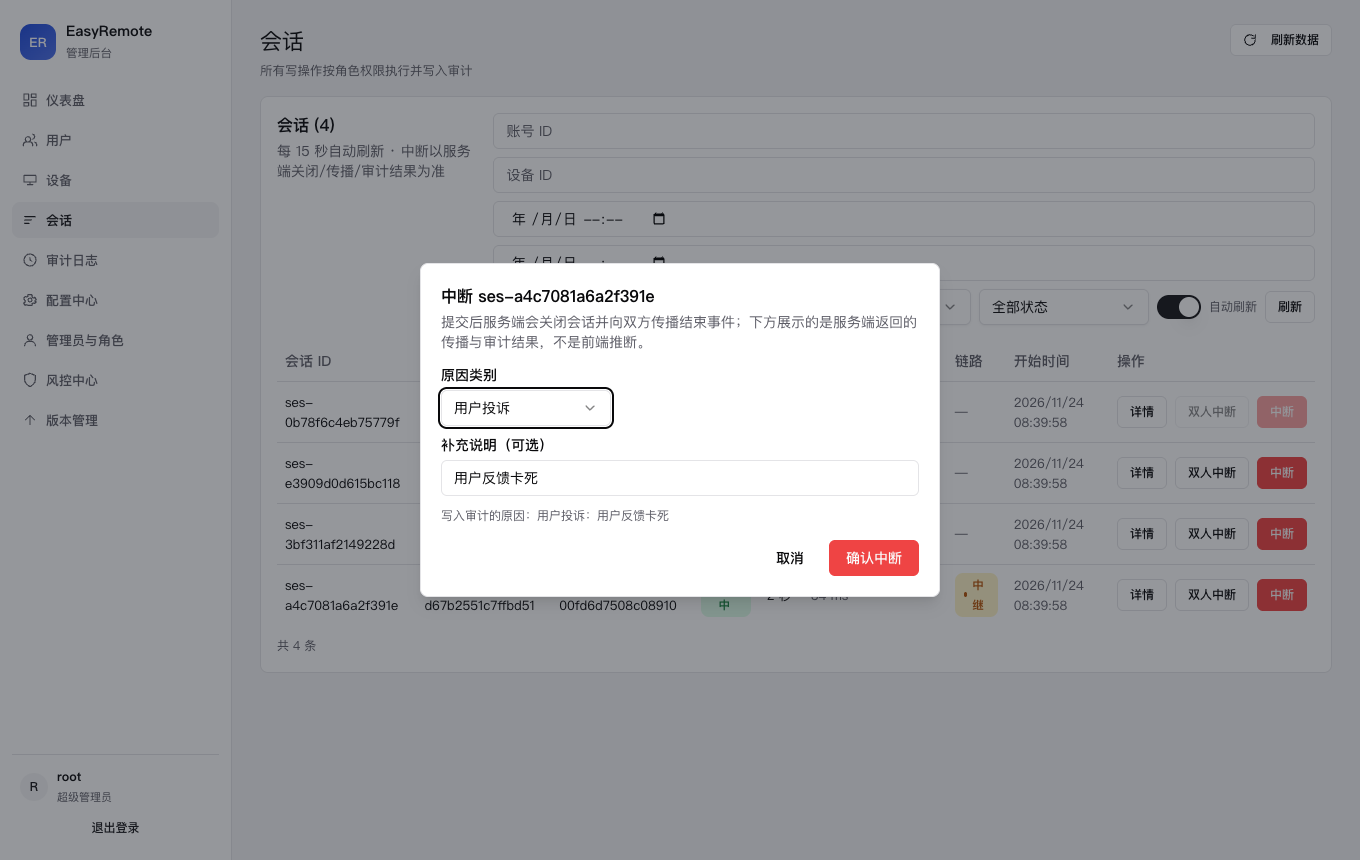 ER
EasyRemote
管理后台
仪表盘
用户
设备
会话
审计日志
配置中心
管理员与角色
风控中心
版本管理
R
root
超级管理员
退出登录
会话
所有写操作按角色权限执行并写入审计
刷新数据
会话 (4)
每 15 秒自动刷新 · 中断以服务
端关闭/传播/审计结果为准
账号 ID
设备 ID
年 /月/日 --:--
年 /月/日 --:--
全部状态
自动刷新
刷新
会话 ID
链路
开始时间
操作
ses-
0b78f6c4eb75779f
—
2026/11/24
08:39:58
详情
双人中断
中断
ses-
e3909d0d615bc118
—
2026/11/24
08:39:58
详情
双人中断
中断
ses-
3bf311af2149228d
—
2026/11/24
08:39:58
详情
双人中断
中断
ses-
a4c7081a6a2f391e
d67b2551c7ffbd51
00fd6d7508c08910
中
中
继
2026/11/24
08:39:58
详情
双人中断
中断
共 4 条
中断 ses-a4c7081a6a2f391e
提交后服务端会关闭会话并向双方传播结束事件；下方展示的是服务端返回的
传播与审计结果，不是前端推断。
原因类别
用户投诉
补充说明（可选）
用户反馈卡死
写入审计的原因：用户投诉：用户反馈卡死
取消
确认中断